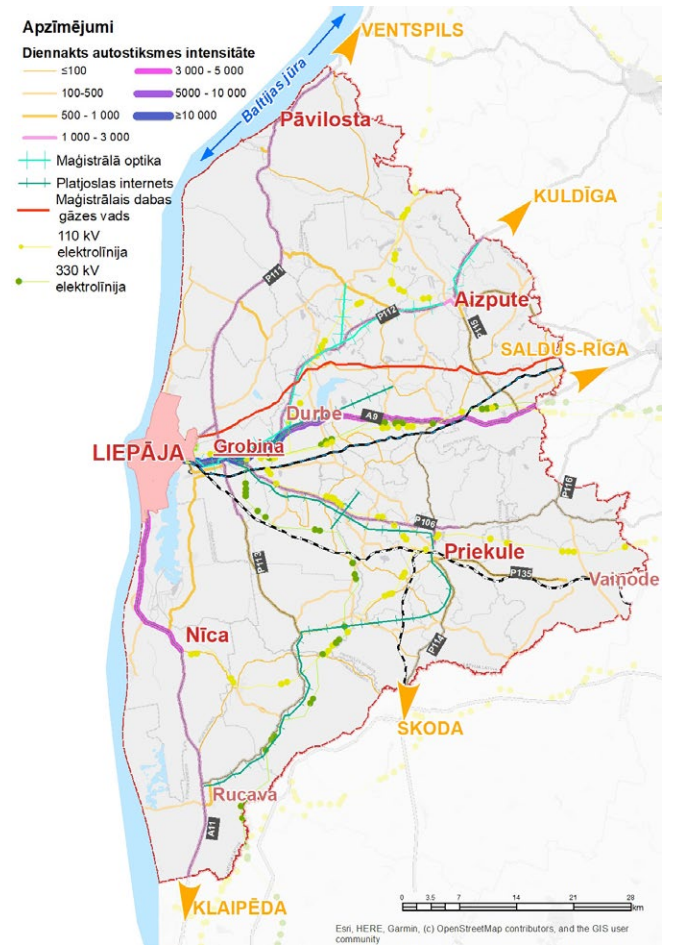 Apzīmējumi
Diennakts autostiksmes intensitāte
≤100
3 000 - 5 000
100-500
5000 - 10 000
500 - 1 000
≥10 000
1 000 - 3 000
Maģistrālā optika
Platjoslas internets
Maģistrālais dabas
gāzes vads
110 kV
elektrolīnija
330 kV
elektrolīnija
VENTSPILS
Baltijas jūra
Pāvilosta
KULDĪGA
P111
Aizpute
P112
P115
SALDUS-RĪGA
Durbe
A9
LIEPĀJA
Grobiņa
P116
P106
Priekule
P113
P135
Vaiņode
Nīca
P114
SKODA
Rucava
A11
KLAIPĒDA
0 3.5 7 14 21 28
km
Esri, HERE, Garmin, (c) OpenStreetMap contributors, and the GIS user
community